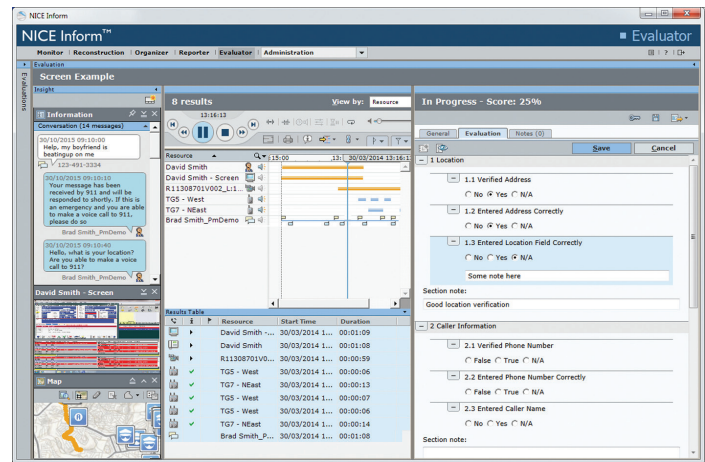 NICE Inform
NICE Inform™
Evaluator
Monitor Reconstruction Organizer Reporter Evaluator Administration
Evaluation
Evaluations
Screen Example
Insight
Information
Conversation (14 messages)
30/10/2015 09:10:00
Help, my boyfriend is
beatingup on me
123-491-3334
30/10/2015 09:10:10
Your message has been
received by 911 and will be
responded to shortly. If this is
an emergency and you are able
to make a voice call to 911,
please do so
Brad Smith_PmDemo
30/10/2015 09:10:40
Hello, what is your location?
Are you able to make a voice
call to 911?
Brad Smith_PmDemo
David Smith - Screen
Map
8 results
View by: Resource
13:16:13
Resource
15:00
13:
30/03/2014 13:16:1
David Smith
David Smith - Screen
R11308701V002_L:1...
TG5 - West
TG7 - NEast
Brad Smith_PmDemo
Results Table
Resource Start Time Duration
David Smith -... 30/03/2014 1... 00:01:09
David Smith 30/03/2014 1... 00:01:08
R11308701V0... 30/03/2014 1... 00:00:59
TG5 - West 30/03/2014 1... 00:00:06
TG7 - NEast 30/03/2014 1... 00:00:13
TG5 - West 30/03/2014 1... 00:00:07
TG5 - West 30/03/2014 1... 00:00:06
TG7 - NEast 30/03/2014 1... 00:00:14
Brad Smith_P... 30/03/2014 1... 00:01:08
In Progress - Score: 25%
General Evaluation Notes (0)
Save Cancel
1 Location
1.1 Verified Address
No Yes N/A
1.2 Entered Address Correctly
No Yes N/A
1.3 Entered Location Field Correctly
No Yes N/A
Some note here
Section note:
Good location verification
2 Caller Information
2.1 Verified Phone Number
False True N/A
2.2 Entered Phone Number Correctly
False True N/A
2.3 Entered Caller Name
No Yes N/A
Section note: